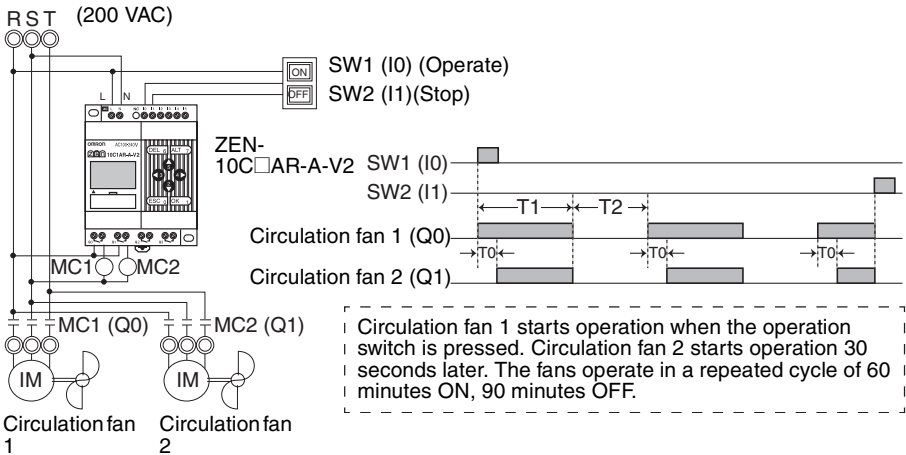 R S T (200 VAC)
ON
SW1 (I0) (Operate)
OFF
SW2 (I1)(Stop)
L N
ZEN-
10C□AR-A-V2
DEL ALT
ESC OK
MC1 MC2
MC1 (Q0) MC2 (Q1)
IM IM
Circulation fan
1
Circulation fan
2
SW1 (I0)
SW2 (I1)
T1 T2
Circulation fan 1 (Q0)
T0 T0 T0
Circulation fan 2 (Q1)
Circulation fan 1 starts operation when the operation
switch is pressed. Circulation fan 2 starts operation 30
seconds later. The fans operate in a repeated cycle of 60
minutes ON, 90 minutes OFF.